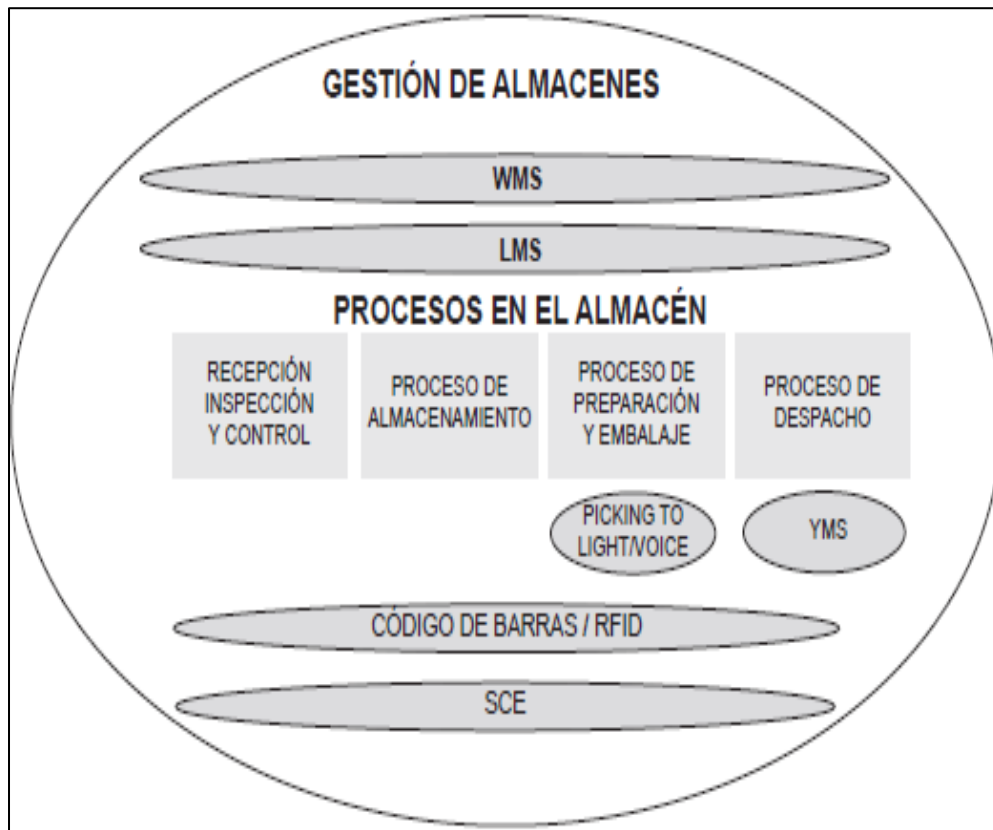 GESTIÓN DE ALMACENES
WMS
LMS
PROCESOS EN EL ALMACÉN
RECEPCIÓN
INSPECCIÓN
Y CONTROL
PROCESO DE
ALMACENAMIENTO
PROCESO DE
PREPARACIÓN
Y EMBALAJE
PROCESO DE
DESPACHO
PICKING TO
LIGHT/VOICE
YMS
CÓDIGO DE BARRAS / RFID
SCE